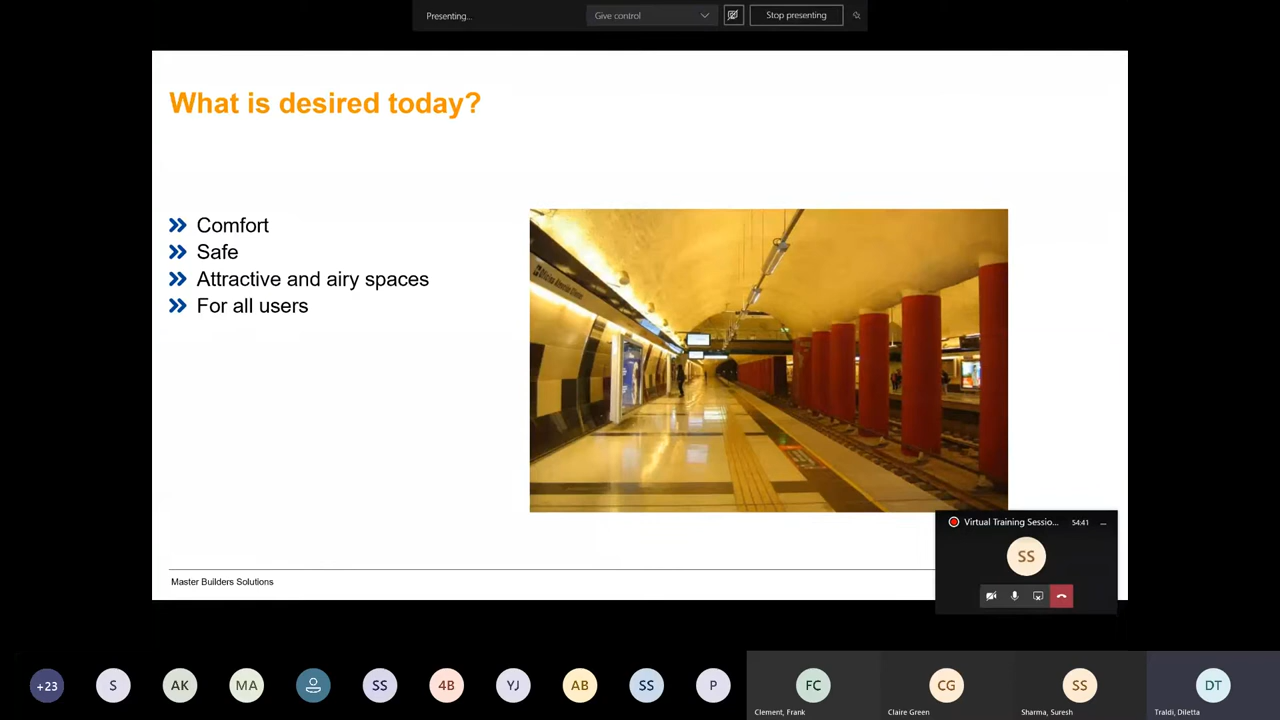 Presenting...
Give control
Stop presenting
What is desired today?
Comfort
Safe
Attractive and airy spaces
For all users
Virtual Training Sessio...
54:41
SS
Master Builders Solutions
+23
S
AK
MA
SS
4B
YJ
AB
SS
P
FC
CG
SS
DT
Clement, Frank
Claire Green
Sharma, Suresh
Traldi, Diletta